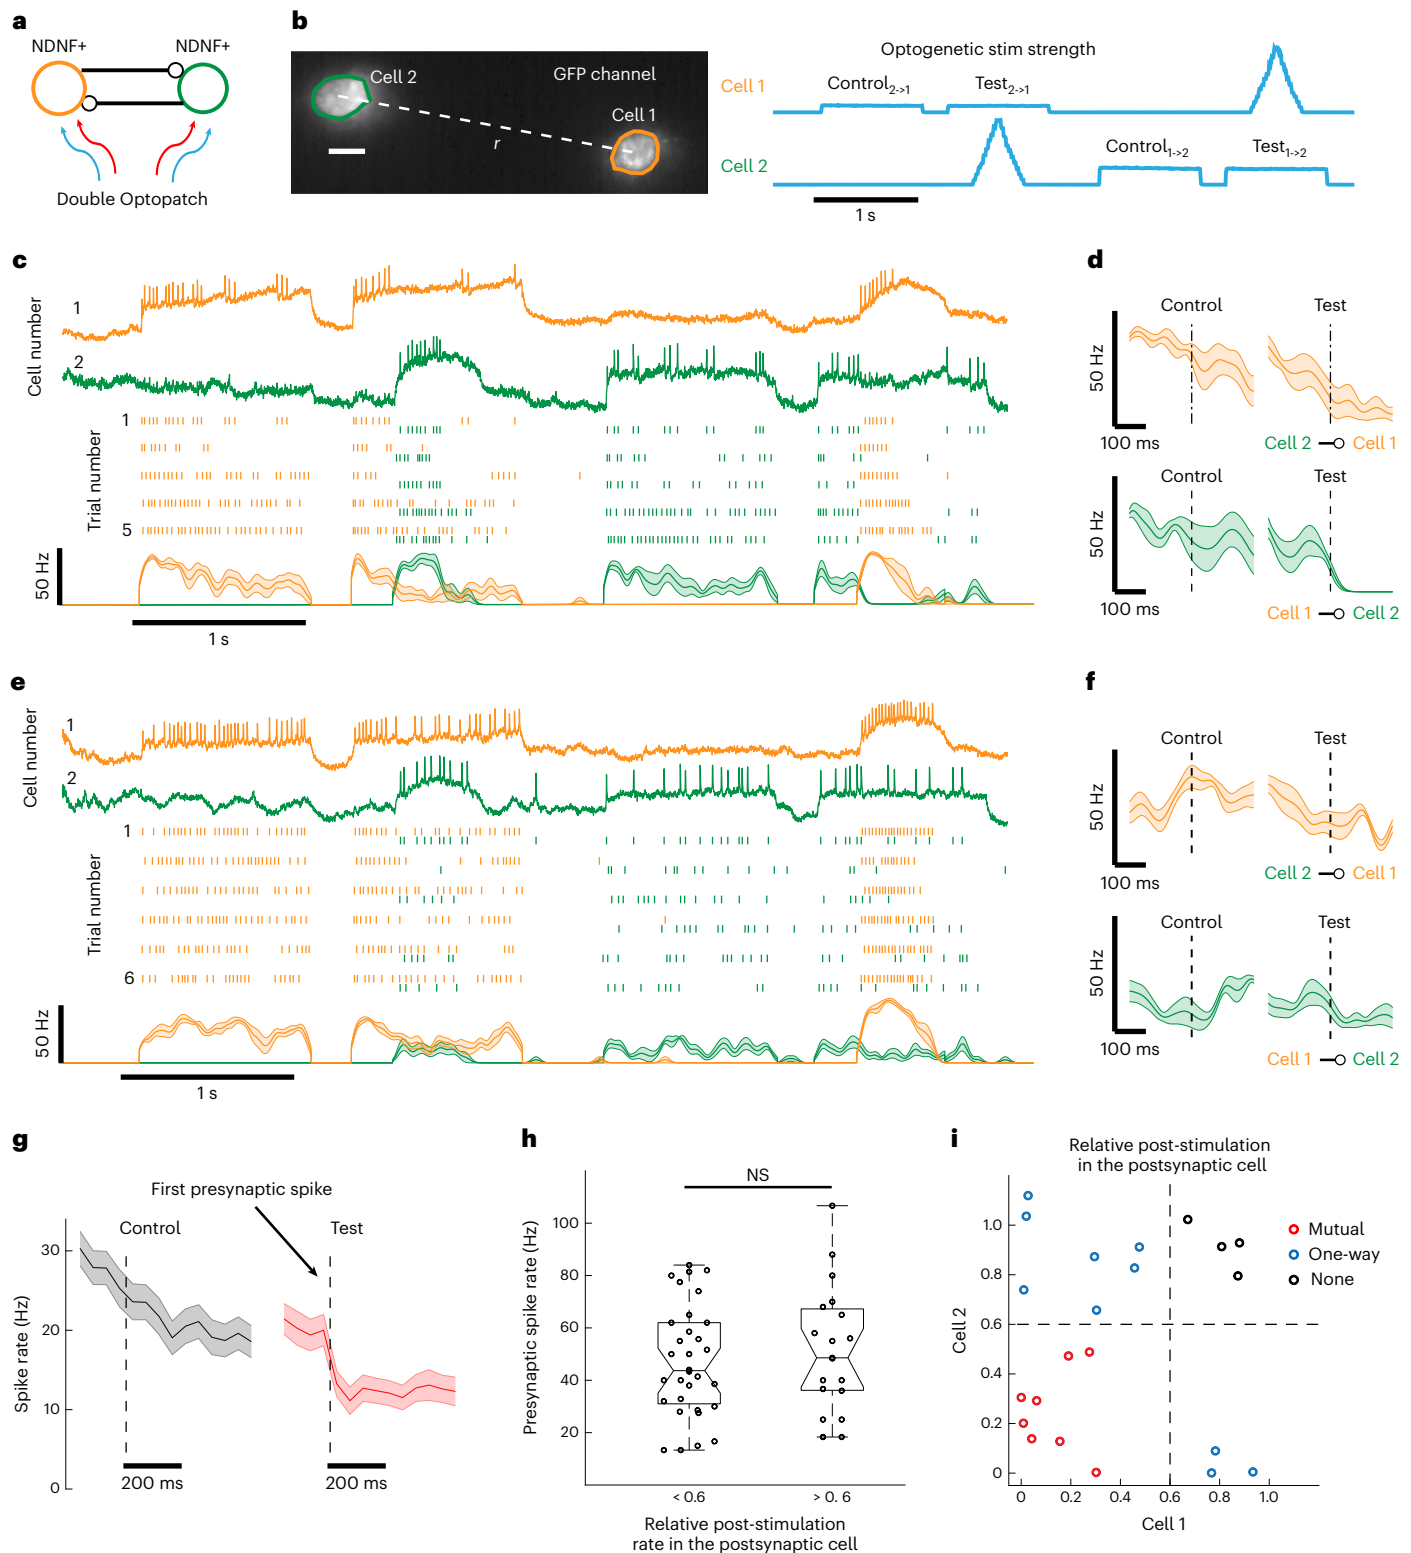 a
NDNF+
NDNF+
Double Optopatch
b
Cell 2
GFP channel
Cell 1
r
Optogenetic stim strength
Cell 1
Control2->1
Test2->1
Cell 2
Control1->2
Test1->2
1 s
c
Cell number
1
2
Trial number
1
5
50 Hz
1 s
d
Control
Test
50 Hz
100 ms
Cell 2
Cell 1
Control
Test
50 Hz
100 ms
Cell 1
Cell 2
e
Cell number
1
2
Trial number
1
6
50 Hz
1 s
f
Control
Test
50 Hz
100 ms
Cell 2
Cell 1
Control
Test
50 Hz
100 ms
Cell 1
Cell 2
g
First presynaptic spike
Control
Test
Spike rate (Hz)
30
20
10
0
200 ms
200 ms
h
NS
Presynaptic spike rate (Hz)
100
80
60
40
20
< 0.6
> 0.6
Relative post-stimulation
rate in the postsynaptic cell
i
Relative post-stimulation
in the postsynaptic cell
Cell 2
1.0
0.8
0.6
0.4
0.2
0
0
0.2
0.4
0.6
0.8
1.0
Cell 1
Mutual
One-way
None